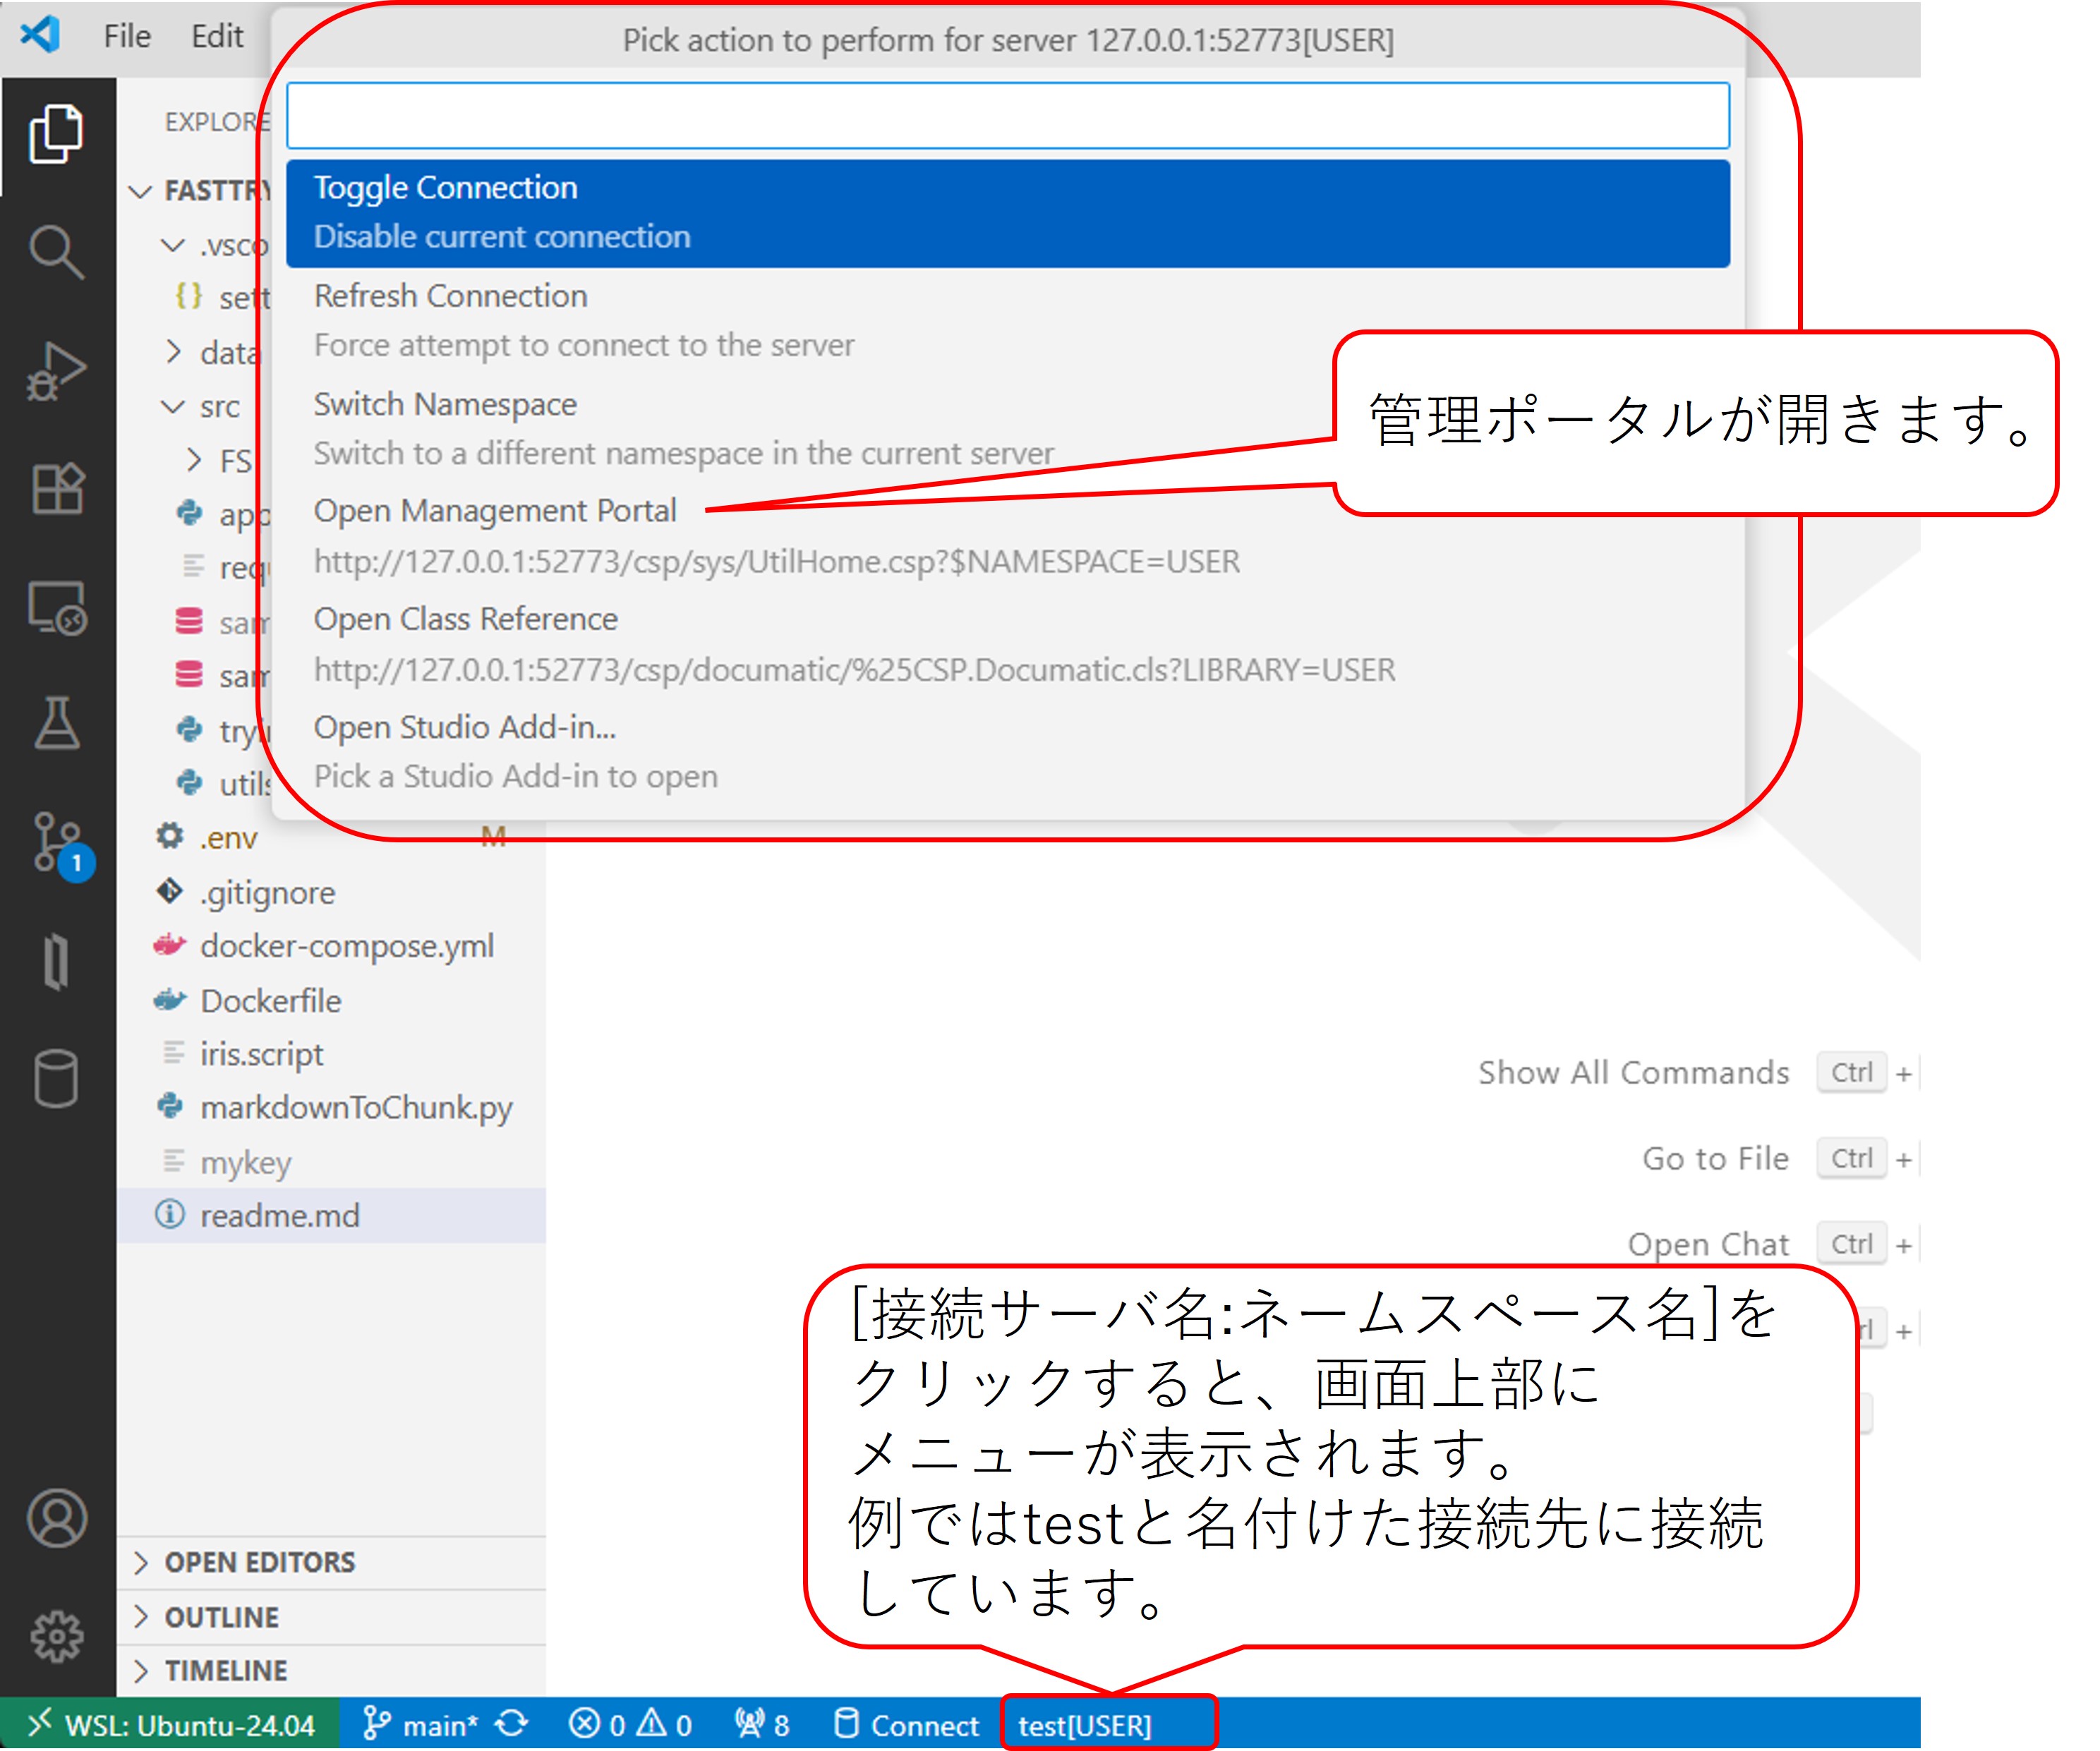 File Edit
Pick action to perform for server 127.0.0.1:52773[USER]
EXPLORE
Toggle Connection
Disable current connection
Refresh Connection
Force attempt to connect to the server
Switch Namespace
Switch to a different namespace in the current server
Open Management Portal
http://127.0.0.1:52773/csp/sys/UtilHome.csp?$NAMESPACE=USER
Open Class Reference
http://127.0.0.1:52773/csp/documatic/%25CSP.Documatic.cls?LIBRARY=USER
Open Studio Add-in...
Pick a Studio Add-in to open
管理ポータルが開きます。
FASTTRY
.vsco
sett
data
src
FS
app
req
sam
sam
tryi
utils
.env M
.gitignore
docker-compose.yml
Dockerfile
iris.script
markdownToChunk.py
mykey
readme.md
1
Show All Commands Ctrl +
Go to File Ctrl +
Open Chat Ctrl +
rl +
[接続サーバ名:ネームスペース名]を
クリックすると、画面上部に
メニューが表示されます。
例ではtestと名付けた接続先に接続
しています。
OPEN EDITORS
OUTLINE
TIMELINE
WSL: Ubuntu-24.04 main* 0 0 8 Connect test[USER]